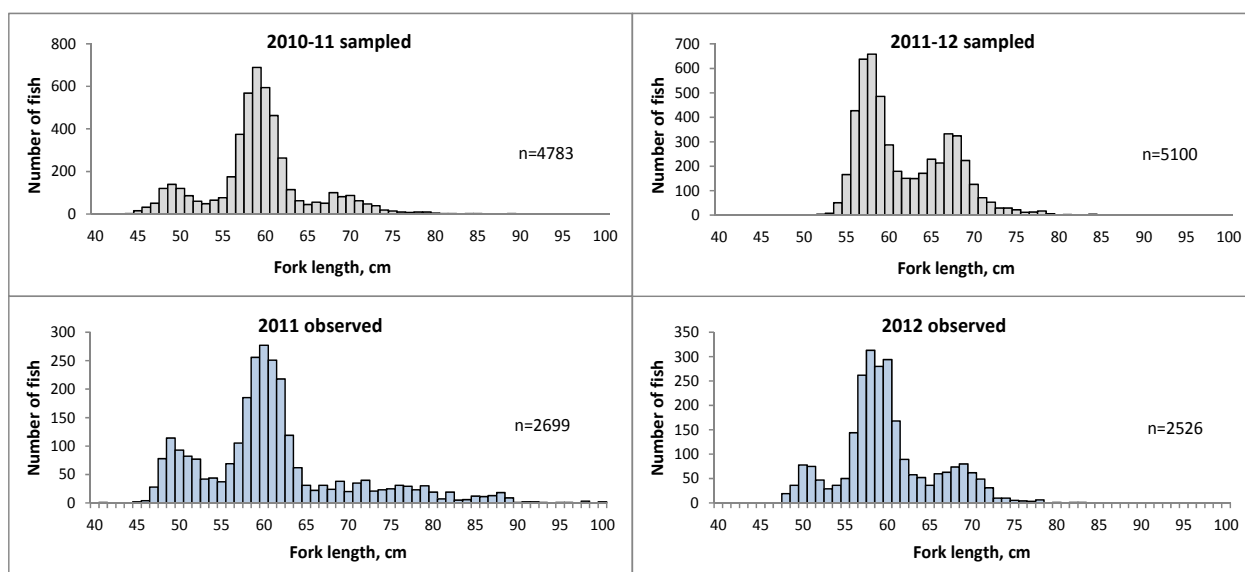 2010-11 sampled
Number of fish
800
600
400
200
0
n=4783
40 45 50 55 60 65 70 75 80 85 90 95 100
Fork length, cm
2011-12 sampled
Number of fish
700
600
500
400
300
200
100
0
n=5100
40 45 50 55 60 65 70 75 80 85 90 95 100
Fork length, cm
2011 observed
Number of fish
300
250
200
150
100
50
0
n=2699
40 45 50 55 60 65 70 75 80 85 90 95 100
Fork length, cm
2012 observed
Number of fish
350
300
250
200
150
100
50
0
n=2526
40 45 50 55 60 65 70 75 80 85 90 95 100
Fork length, cm